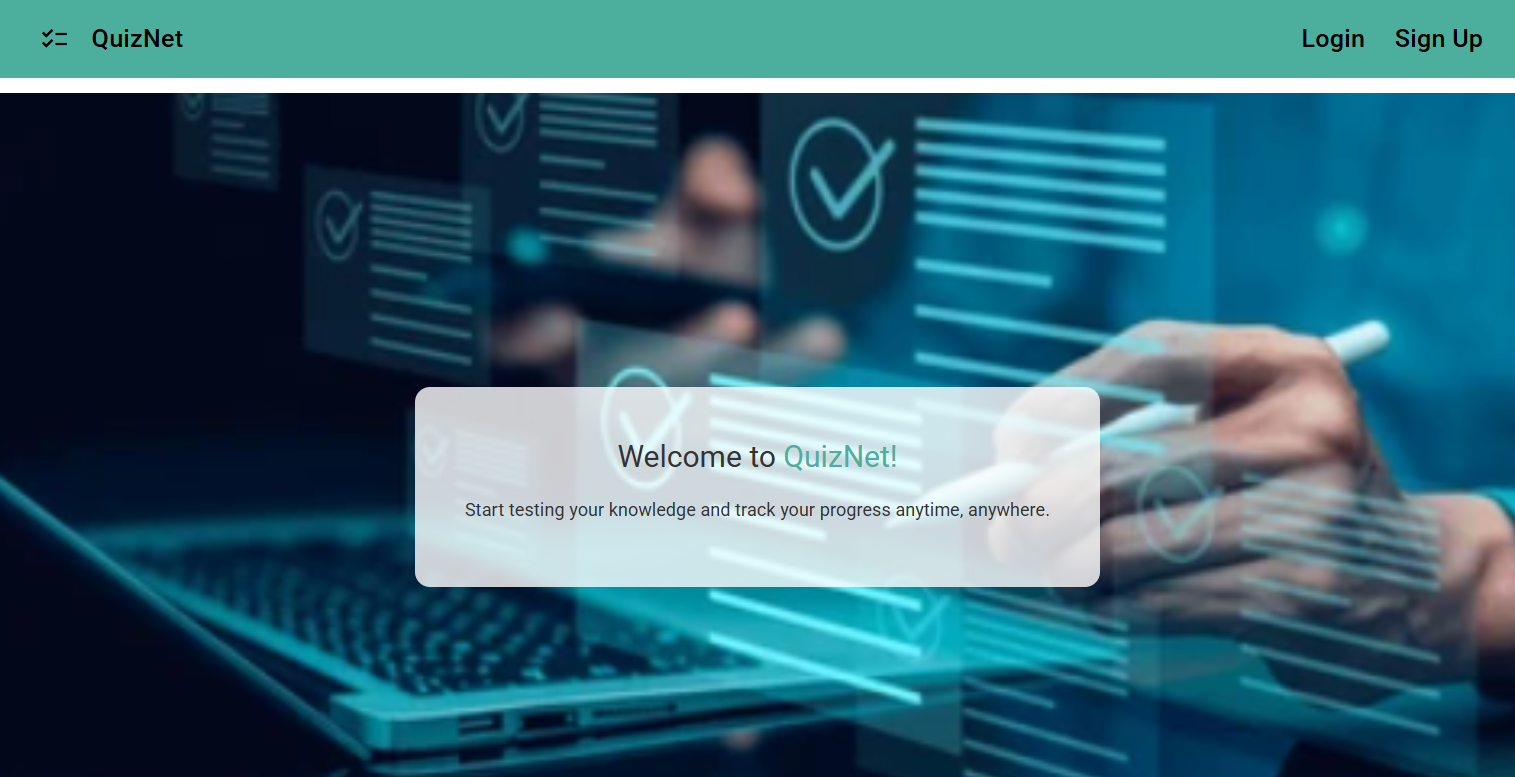 QuizNet
Login
Sign Up
Welcome to QuizNet!
Start testing your knowledge and track your progress anytime, anywhere.